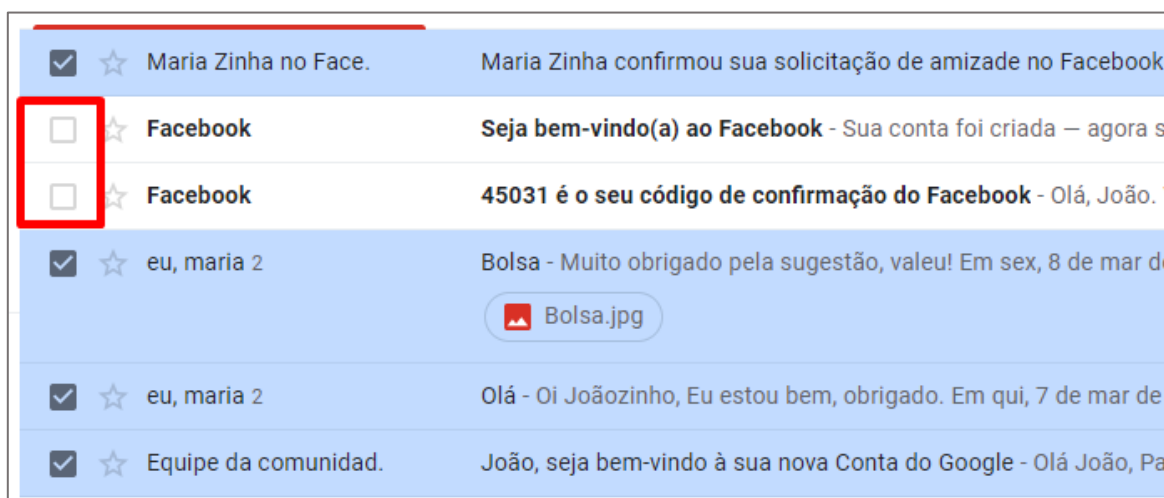 Maria Zinha no Face. Maria Zinha confirmou sua solicitação de amizade no Facebook
Facebook Seja bem-vindo(a) ao Facebook - Sua conta foi criada — agora s
Facebook 45031 é o seu código de confirmação do Facebook - Olá, João.
eu, maria 2 Bolsa - Muito obrigado pela sugestão, valeu! Em sex, 8 de mar de
Bolsa.jpg
eu, maria 2 Olá - Oi Joãozinho, Eu estou bem, obrigado. Em qui, 7 de mar de
Equipe da comunidad. João, seja bem-vindo à sua nova Conta do Google - Olá João, Pa